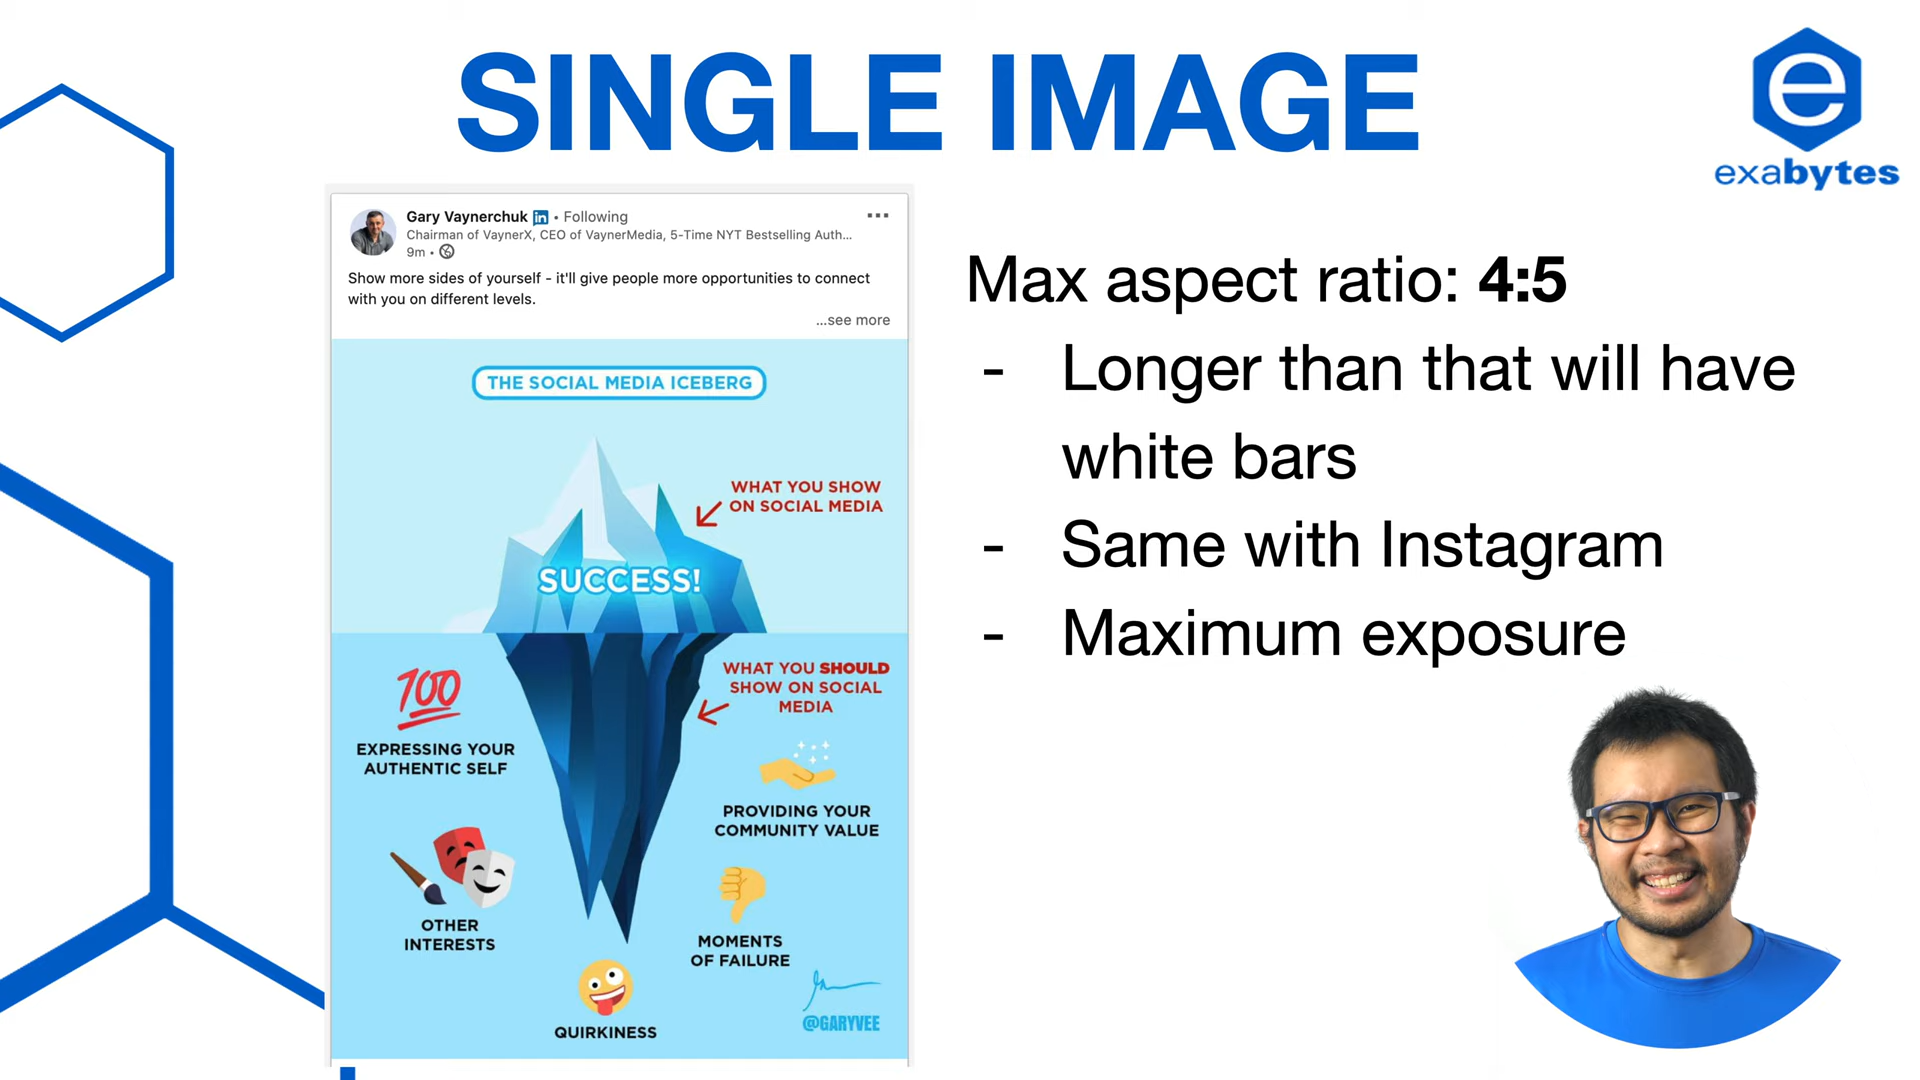 SINGLE IMAGE
e
exabytes
Gary Vaynerchuk in • Following
Chairman of VaynerX, CEO of VaynerMedia, 5-Time NYT Bestselling Auth...
9m •
Show more sides of yourself - it'll give people more opportunities to connect
with you on different levels.
...see more
THE SOCIAL MEDIA ICEBERG
WHAT YOU SHOW
ON SOCIAL MEDIA
SUCCESS!
WHAT YOU SHOULD
SHOW ON SOCIAL
MEDIA
100
EXPRESSING YOUR
AUTHENTIC SELF
PROVIDING YOUR
COMMUNITY VALUE
OTHER
INTERESTS
MOMENTS
OF FAILURE
QUIRKINESS
@GARYVEE
Max aspect ratio: 4:5
- Longer than that will have
white bars
- Same with Instagram
- Maximum exposure